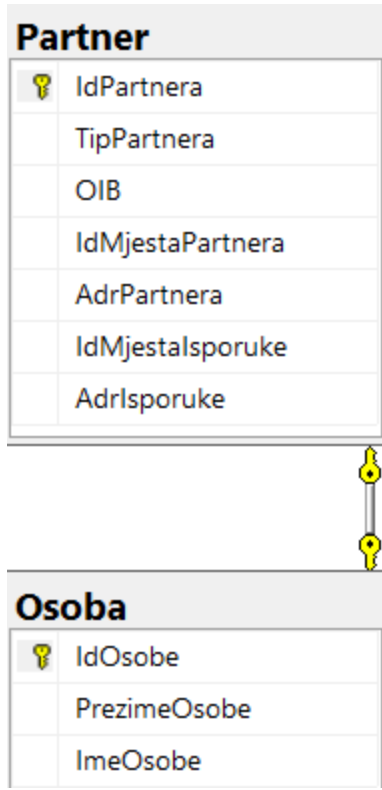 Partner
IdPartnera
TipPartnera
OIB
IdMjestaPartnera
AdrPartnera
IdMjestaIsporuke
AdrIsporuke
Osoba
IdOsobe
PrezimeOsobe
ImeOsobe